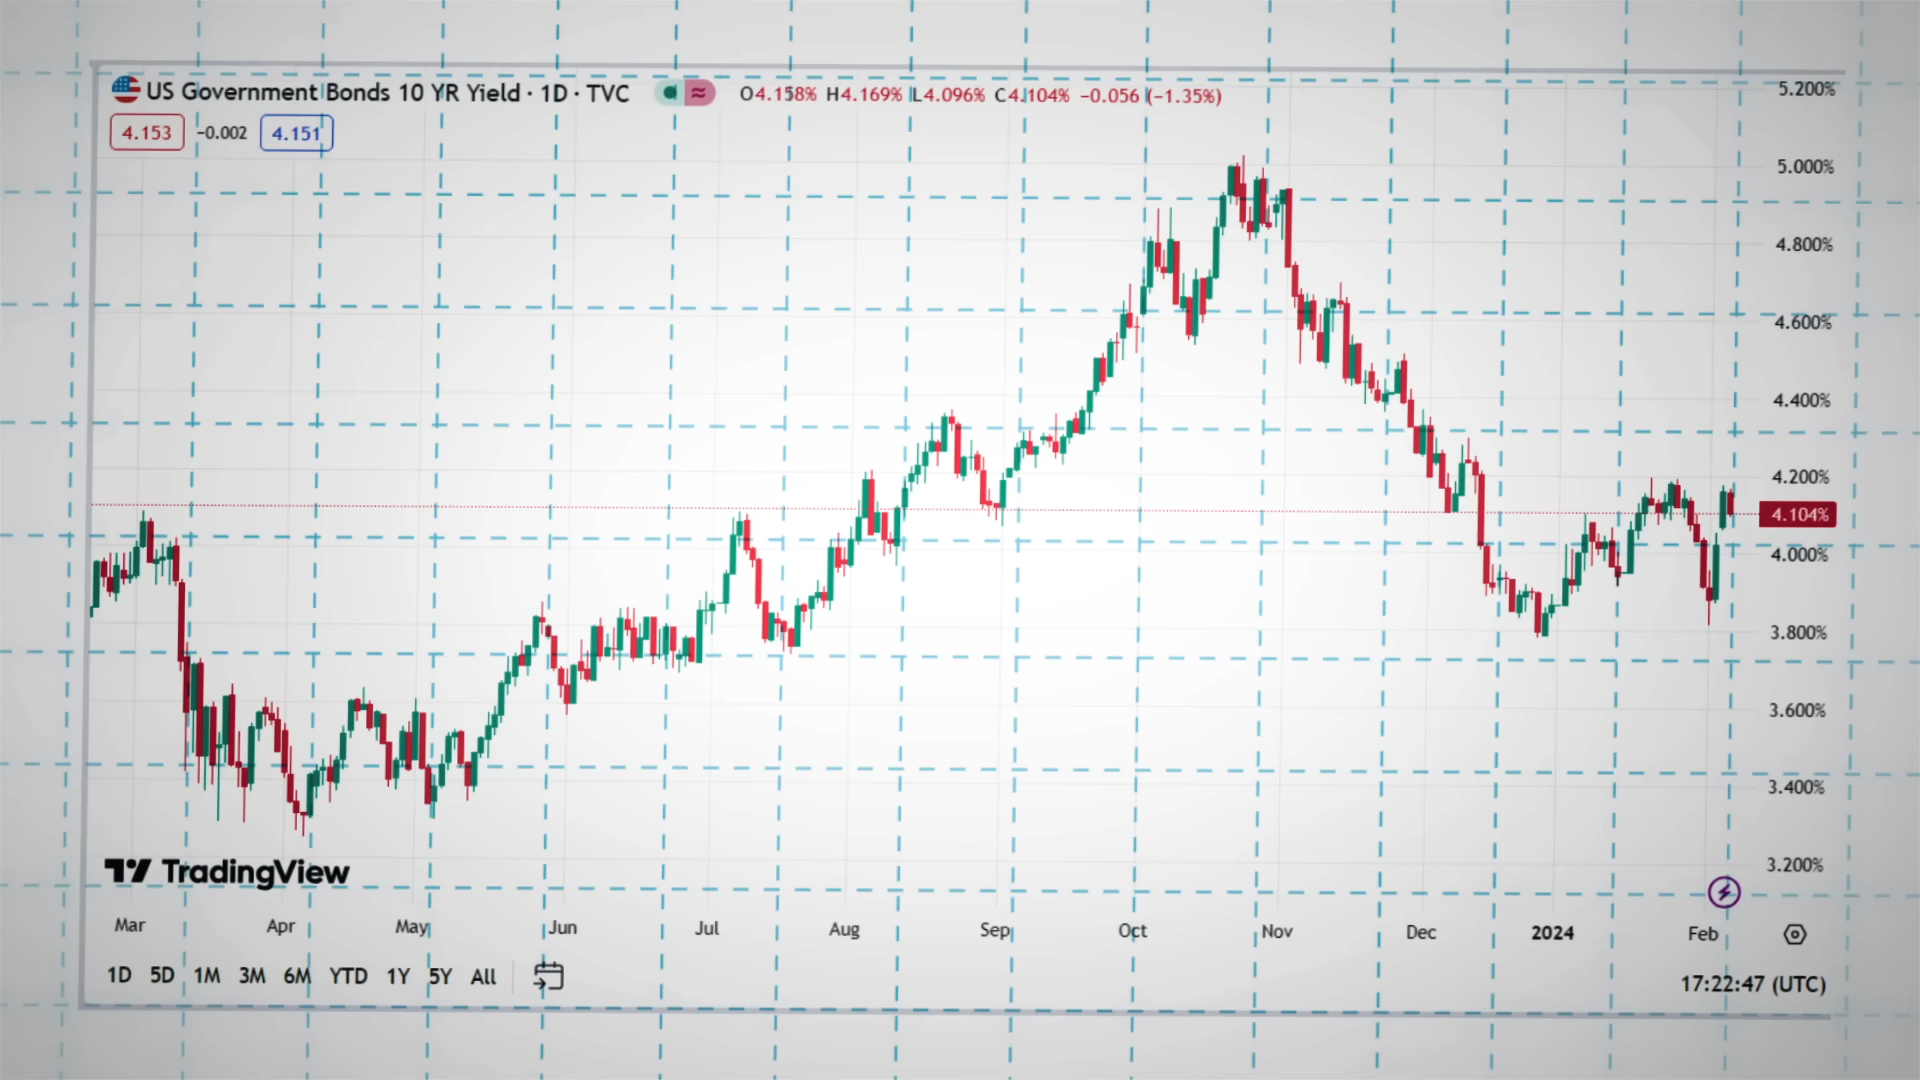 US Government Bonds 10 YR Yield · 1D · TVC ≈ O4.158% H4.169% L4.096% C4.104% −0.056 (−1.35%)
4.153 −0.002 4.151
5.200%
5.000%
4.800%
4.600%
4.400%
4.200%
4.104%
4.000%
3.800%
3.600%
3.400%
3.200%
TradingView
Mar Apr May Jun Jul Aug Sep Oct Nov Dec 2024 Feb
1D 5D 1M 3M 6M YTD 1Y 5Y All 17:22:47 (UTC)